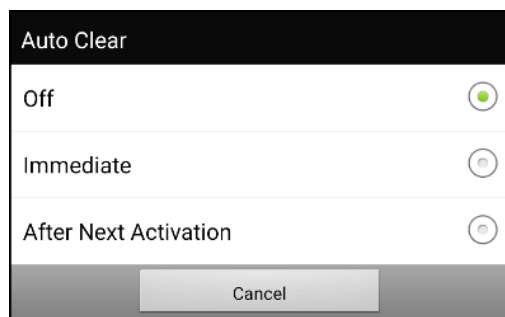 Auto Clear
Off
Immediate
After Next Activation
Cancel